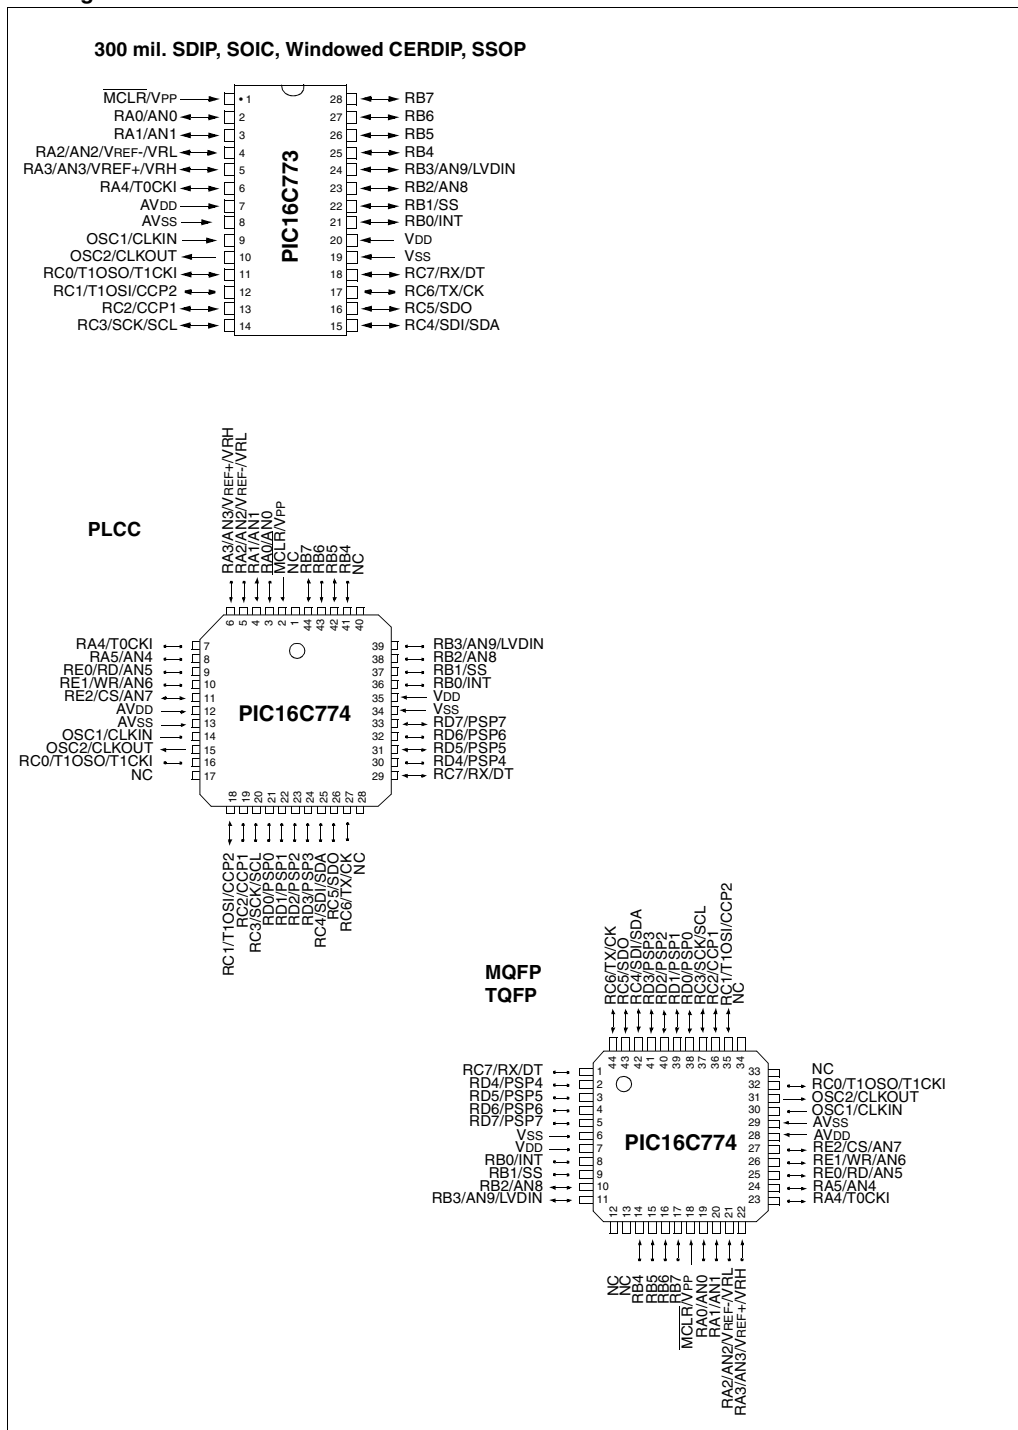 300 mil. SDIP, SOIC, Windowed CERDIP, SSOP
MCLR/VPP • 1 28 RB7
RA0/AN0 2 27 RB6
RA1/AN1 3 26 RB5
RA2/AN2/VREF-/VRL 4 25 RB4
RA3/AN3/VREF+/VRH 5 24 RB3/AN9/LVDIN
RA4/T0CKI 6 23 RB2/AN8
AVDD 7 22 RB1/SS
AVSS 8 21 RB0/INT
OSC1/CLKIN 9 20 VDD
OSC2/CLKOUT 10 19 VSS
RC0/T1OSO/T1CKI 11 18 RC7/RX/DT
RC1/T1OSI/CCP2 12 17 RC6/TX/CK
RC2/CCP1 13 16 RC5/SDO
RC3/SCK/SCL 14 15 RC4/SDI/SDA
PIC16C773
PLCC
RA3/AN3/VREF+/VRH
RA2/AN2/VREF-/VRL
RA1/AN1
RA0/AN0
MCLR/VPP
NC
RB7
RB6
RB5
RB4
NC
6 5 4 3 2 1 44 43 42 41 40
RA4/T0CKI 7 39 RB3/AN9/LVDIN
RA5/AN4 8 38 RB2/AN8
RE0/RD/AN5 9 37 RB1/SS
RE1/WR/AN6 10 36 RB0/INT
RE2/CS/AN7 11 35 VDD
AVDD 12 34 VSS
AVSS 13 33 RD7/PSP7
OSC1/CLKIN 14 32 RD6/PSP6
OSC2/CLKOUT 15 31 RD5/PSP5
RC0/T1OSO/T1CKI 16 30 RD4/PSP4
NC 17 29 RC7/RX/DT
PIC16C774
18 19 20 21 22 23 24 25 26 27 28
RC1/T1OSI/CCP2
RC2/CCP1
RC3/SCK/SCL
RD0/PSP0
RD1/PSP1
RD2/PSP2
RD3/PSP3
RC4/SDI/SDA
RC5/SDO
RC6/TX/CK
NC
MQFP
TQFP
RC6/TX/CK
RC5/SDO
RC4/SDI/SDA
RD3/PSP3
RD2/PSP2
RD1/PSP1
RD0/PSP0
RC3/SCK/SCL
RC2/CCP1
RC1/T1OSI/CCP2
NC
44 43 42 41 40 39 38 37 36 35 34
RC7/RX/DT 1 33 NC
RD4/PSP4 2 32 RC0/T1OSO/T1CKI
RD5/PSP5 3 31 OSC2/CLKOUT
RD6/PSP6 4 30 OSC1/CLKIN
RD7/PSP7 5 29 AVSS
VSS 6 28 AVDD
VDD 7 27 RE2/CS/AN7
RB0/INT 8 26 RE1/WR/AN6
RB1/SS 9 25 RE0/RD/AN5
RB2/AN8 10 24 RA5/AN4
RB3/AN9/LVDIN 11 23 RA4/T0CKI
PIC16C774
12 13 14 15 16 17 18 19 20 21 22
NC
NC
RB4
RB5
RB6
RB7
MCLR/VPP
RA0/AN0
RA1/AN1
RA2/AN2/VREF-/VRL
RA3/AN3/VREF+/VRH